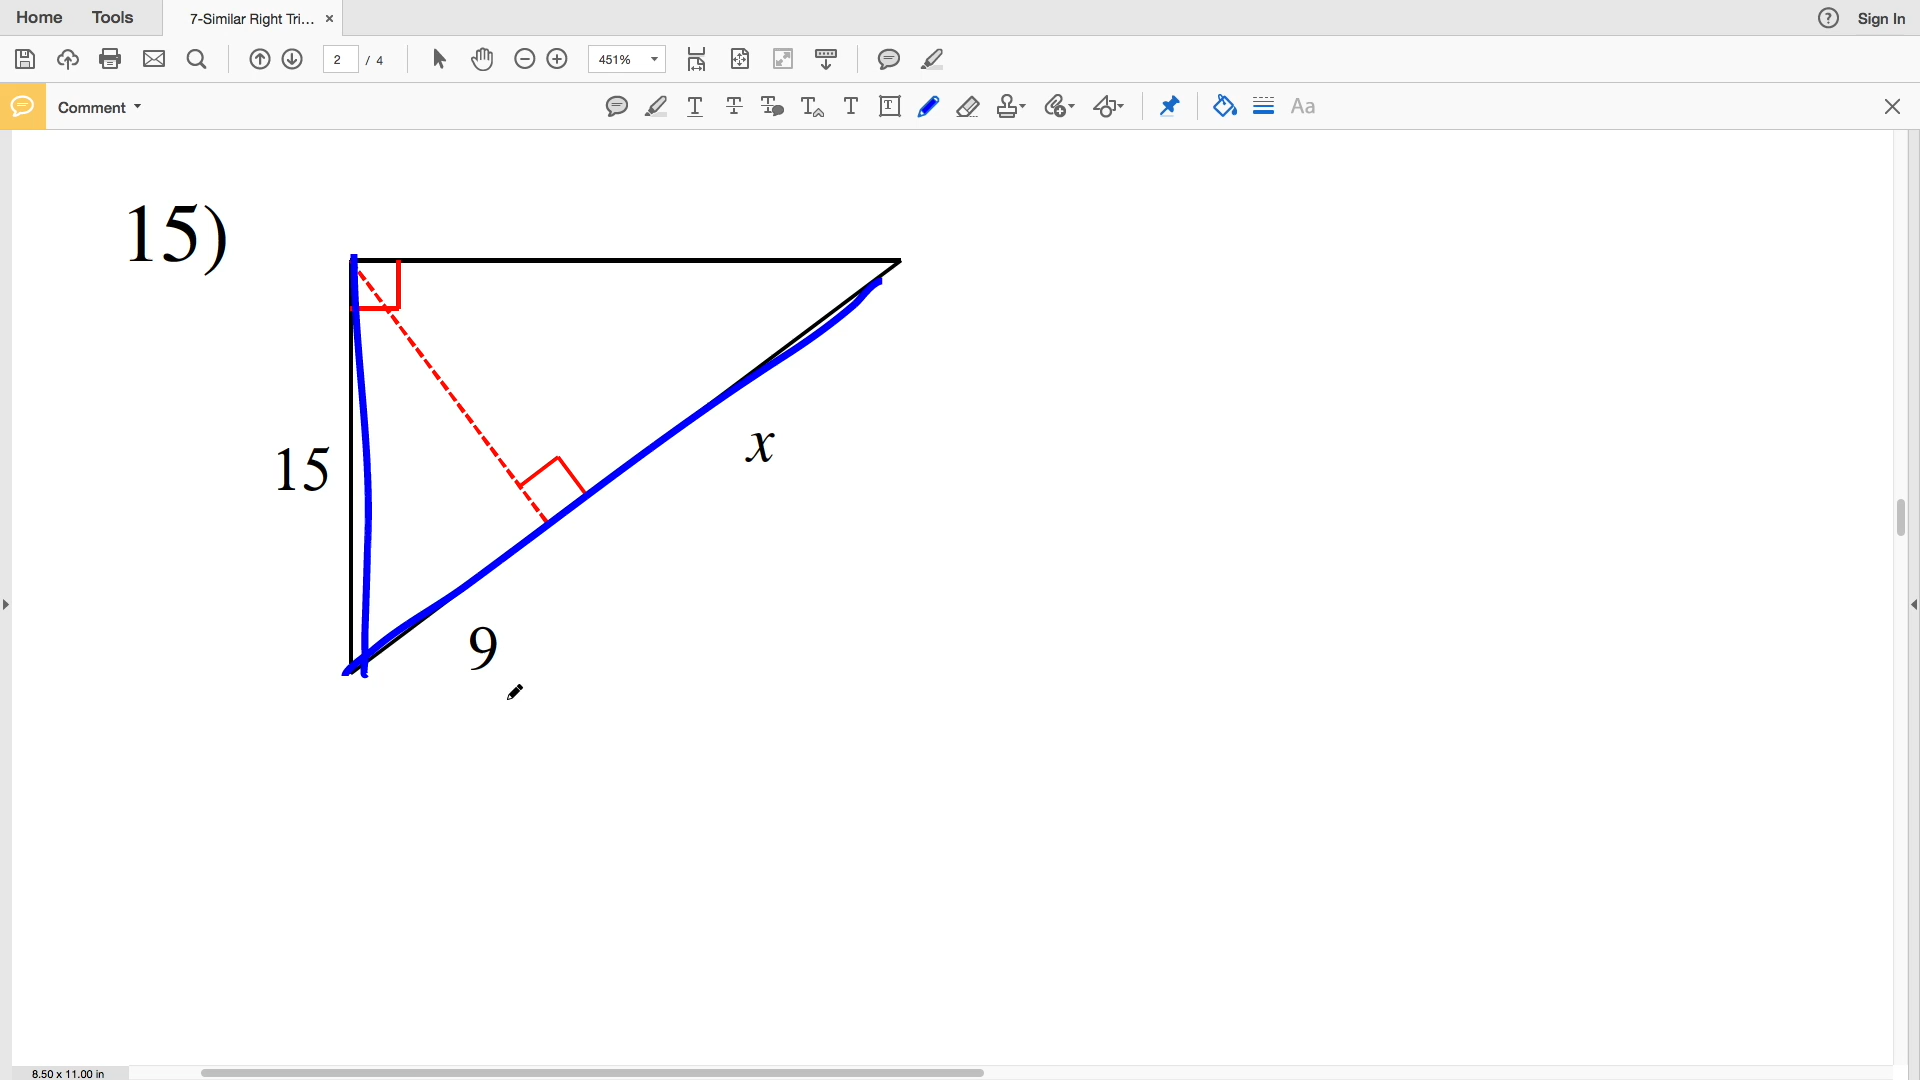 Home Tools 7-Similar Right Tri... × ? Sign In
2 / 4 451%
Comment T T T T T T Aa
15)
15
x
9
8.50 x 11.00 in